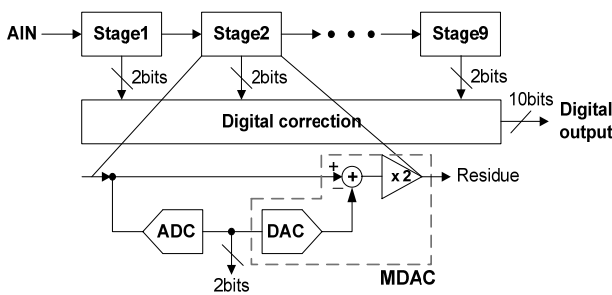 AIN
Stage1
Stage2
• • •
Stage9
2bits
2bits
2bits
Digital correction
10bits
Digital
output
+
−
+
x 2
Residue
ADC
DAC
2bits
MDAC